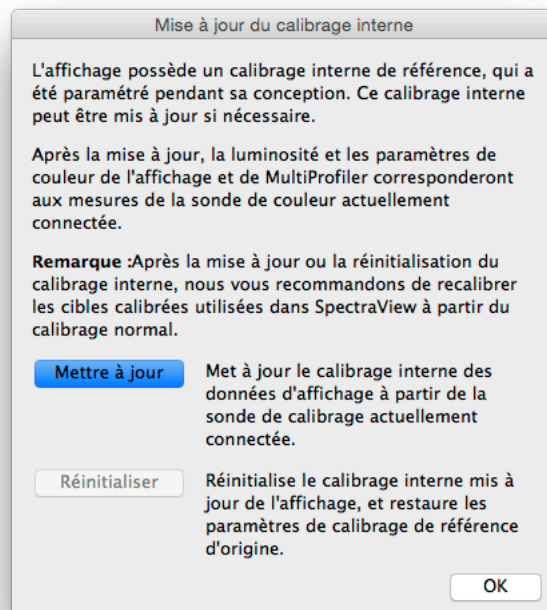 Mise à jour du calibrage interne
L'affichage possède un calibrage interne de référence, qui a
été paramétré pendant sa conception. Ce calibrage interne
peut être mis à jour si nécessaire.
Après la mise à jour, la luminosité et les paramètres de
couleur de l'affichage et de MultiProfiler corresponderont
aux mesures de la sonde de couleur actuellement
connectée.
Remarque :Après la mise à jour ou la réinitialisation du
calibrage interne, nous vous recommandons de recalibrer
les cibles calibrées utilisées dans SpectraView à partir du
calibrage normal.
Mettre à jour
Met à jour le calibrage interne des
données d'affichage à partir de la
sonde de calibrage actuellement
connectée.
Réinitialiser
Réinitialise le calibrage interne mis à
jour de l'affichage, et restaure les
paramètres de calibrage de référence
d'origine.
OK